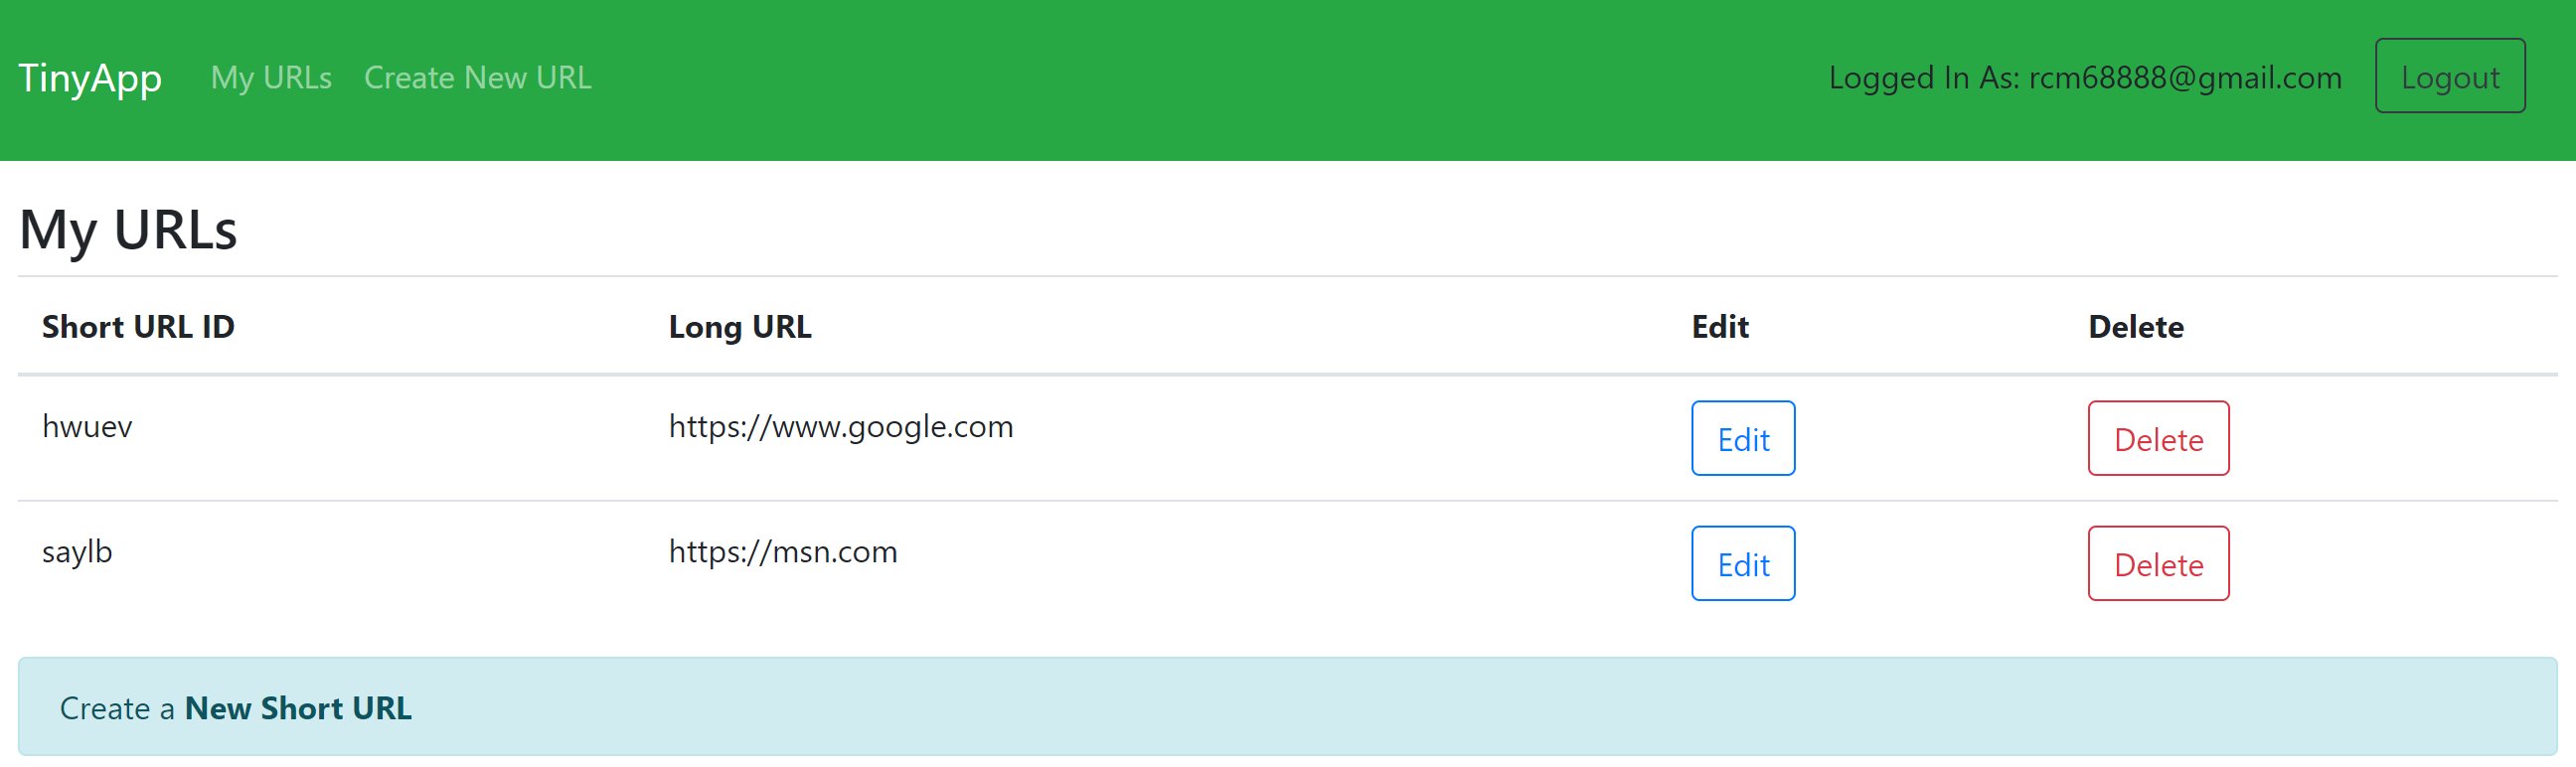 TinyApp My URLs Create New URL Logged In As: rcm68888@gmail.com Logout
My URLs
Short URL ID Long URL Edit Delete
hwuev https://www.google.com Edit Delete
saylb https://msn.com Edit Delete
Create a New Short URL